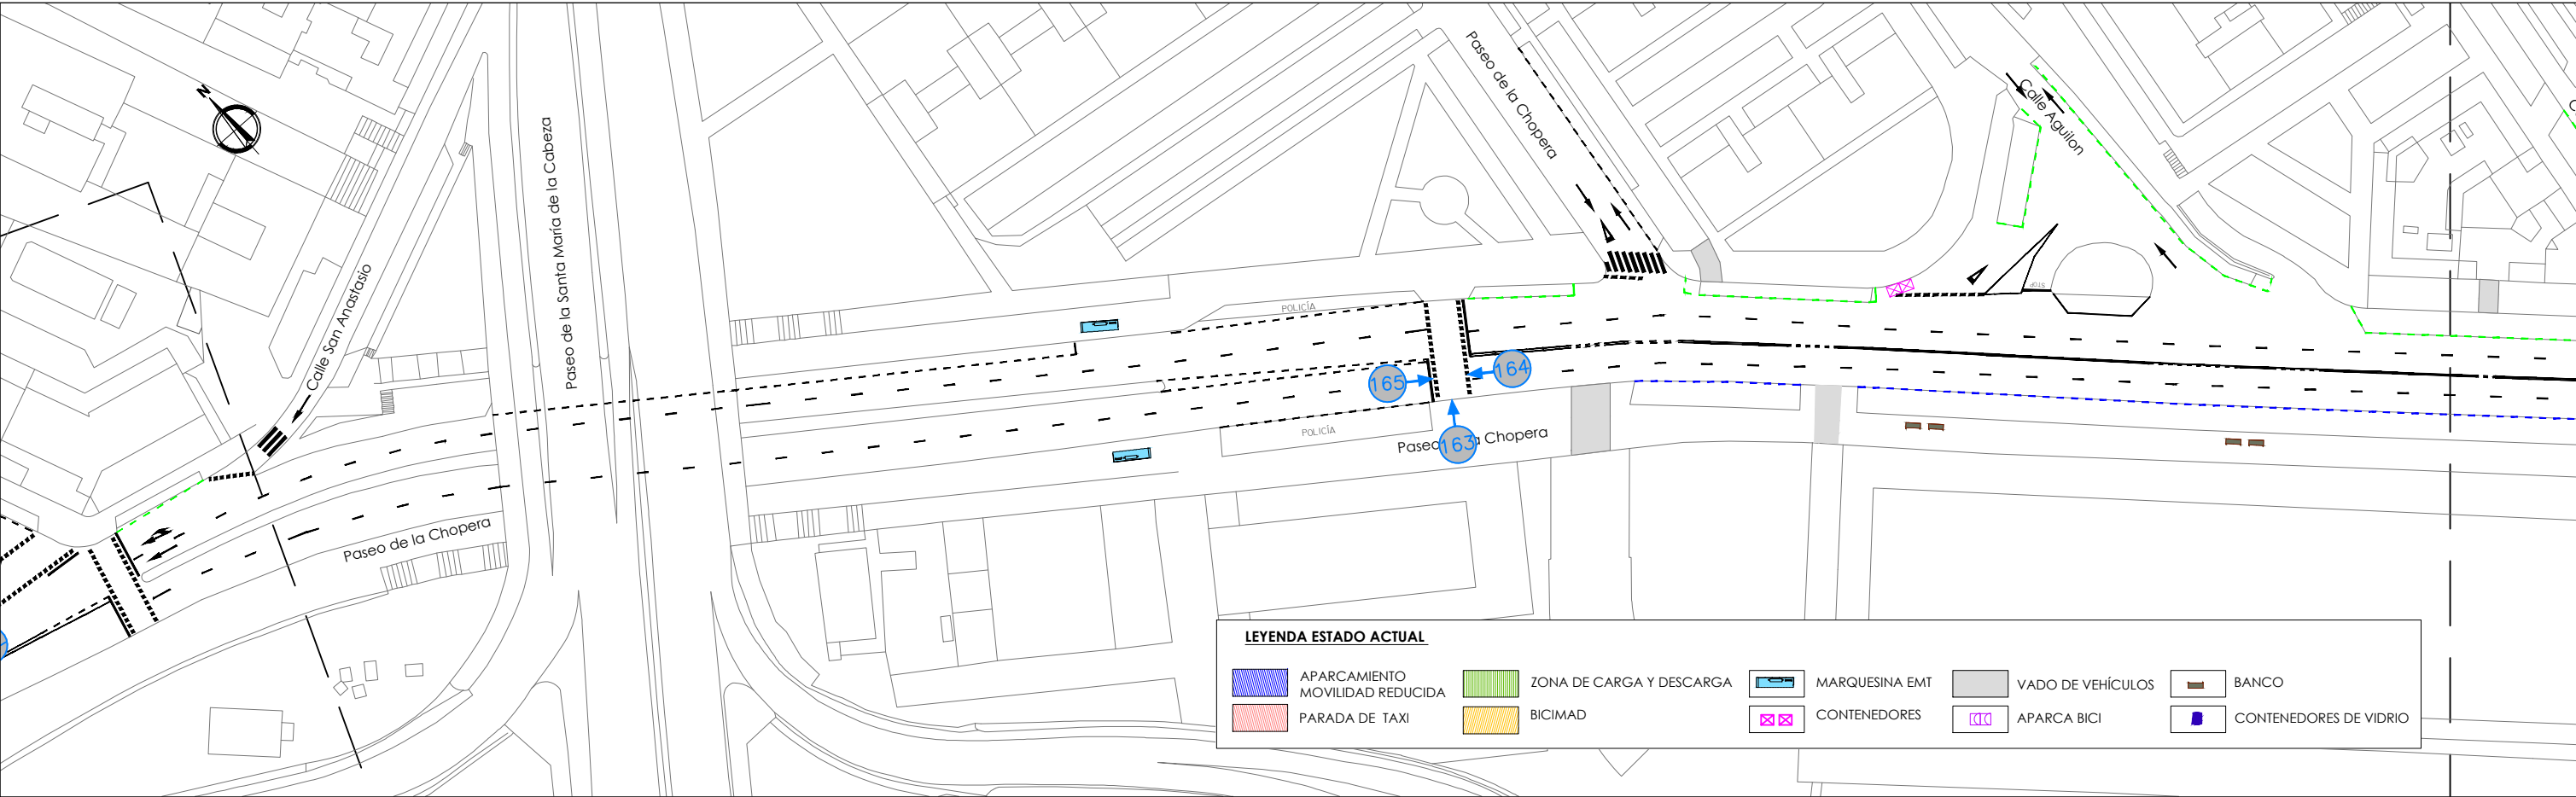 N
Calle San Anastasio
Paseo de la Santa María de la Cabeza
Paseo de la Chopera
Calle Aguilon
POLICÍA
POLICÍA
STOP
165
164
163
Paseo de la Chopera
Paseo de la Chopera
LEYENDA ESTADO ACTUAL
APARCAMIENTO
MOVILIDAD REDUCIDA
ZONA DE CARGA Y DESCARGA
MARQUESINA EMT
VADO DE VEHÍCULOS
BANCO
PARADA DE TAXI
BICIMAD
CONTENEDORES
APARCA BICI
CONTENEDORES DE VIDRIO